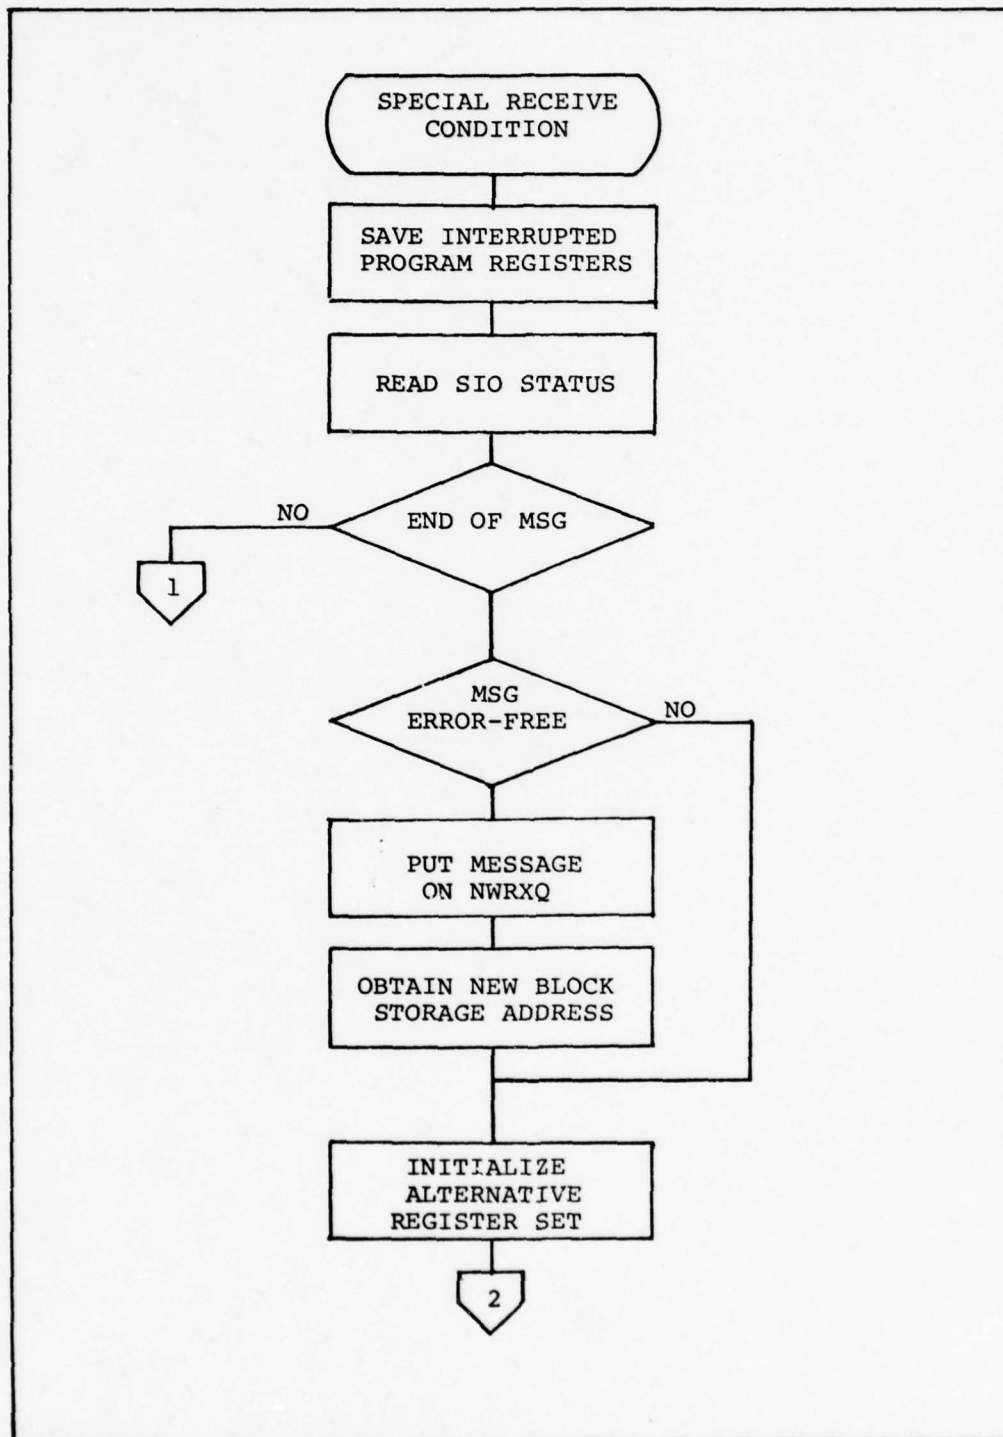 SPECIAL RECEIVE
CONDITION
SAVE INTERRUPTED
PROGRAM REGISTERS
READ SIO STATUS
NO
END OF MSG
1
MSG
ERROR-FREE
NO
PUT MESSAGE
ON NWRXQ
OBTAIN NEW BLOCK
STORAGE ADDRESS
INITIALIZE
ALTERNATIVE
REGISTER SET
2